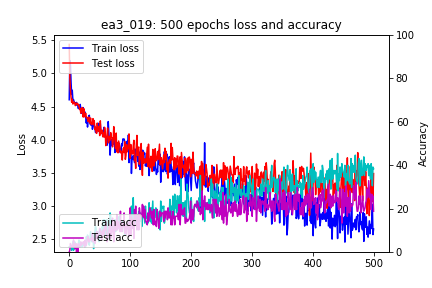 ea3_019: 500 epochs loss and accuracy
Train loss
Test loss
Train acc
Test acc
Loss
5.5
5.0
4.5
4.0
3.5
3.0
2.5
Accuracy
100
80
60
40
20
0
0 100 200 300 400 500